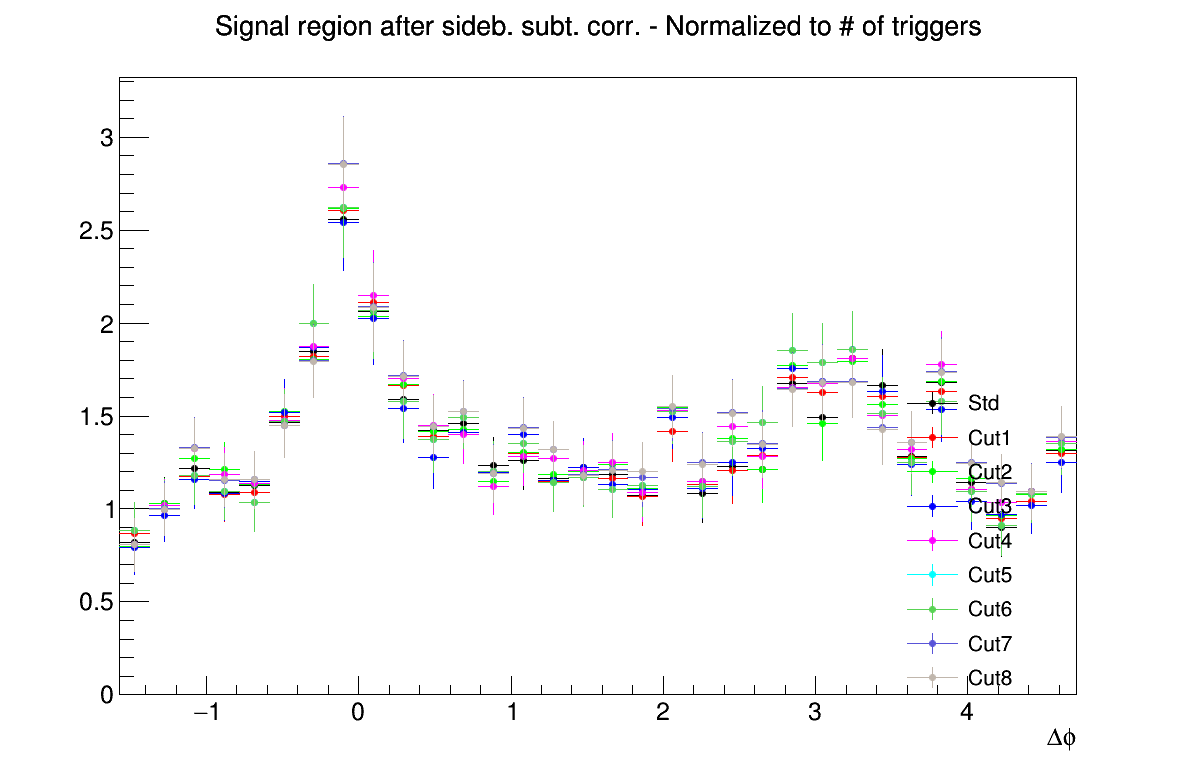 Signal region after sideb. subt. corr. - Normalized to # of triggers
3
2.5
2
1.5
1
0.5
0
Std
Cut1
Cut2
Cut3
Cut4
Cut5
Cut6
Cut7
Cut8
−1 0 1 2 3 4
Δϕ